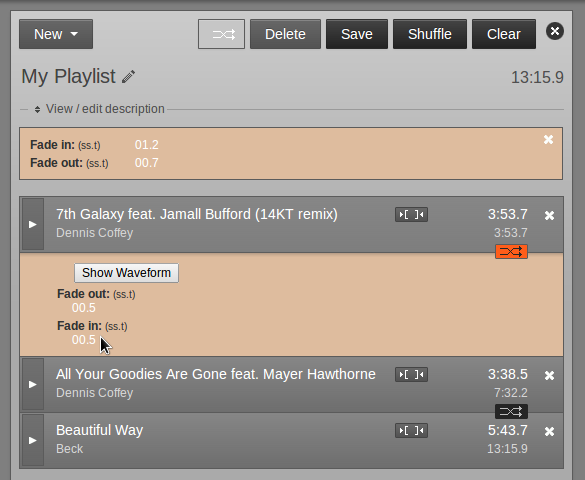 New Delete Save Shuffle Clear
My Playlist 13:15.9
View / edit description
Fade in: (ss.t) 01.2
Fade out: (ss.t) 00.7
7th Galaxy feat. Jamall Bufford (14KT remix) 3:53.7
Dennis Coffey 3:53.7
Show Waveform
Fade out: (ss.t)
00.5
Fade in: (ss.t)
00.5
All Your Goodies Are Gone feat. Mayer Hawthorne 3:38.5
Dennis Coffey 7:32.2
Beautiful Way 5:43.7
Beck 13:15.9